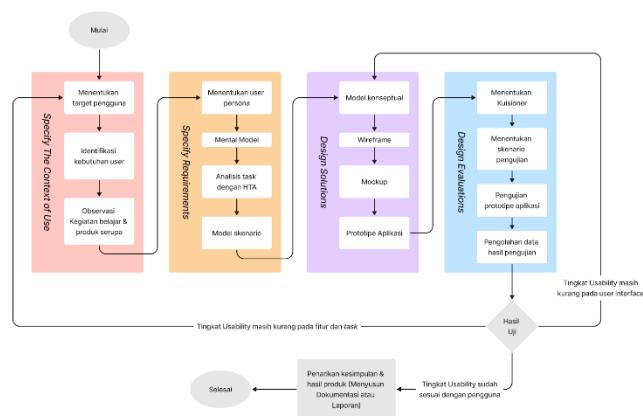 Mulai
Specify The Context of Use
Menentukan
target pengguna
Identifikasi
kebutuhan user
Observasi
Kegiatan belajar &
produk serupa
Specify Requirements
Menentukan user
persona
Mental Model
Analisis task
dengan HTA
Model skenario
Design Solutions
Model konseptual
Wireframe
Mockup
Prototipe Aplikasi
Design Evaluations
Menentukan
Kuisioner
Menentukan
skenario
pengujian
Pengujian
prototipe aplikasi
Pengolahan data
hasil pengujian
Tingkat Usability masih
kurang pada user Interface
Hasil
Uji
Tingkat Usability masih kurang pada fitur dan task
Tingkat Usability sudah
sesuai dengan pengguna
Penarikan kesimpulan &
hasil produk (Menyusun
Dokumentasi atau
Laporan)
Selesai